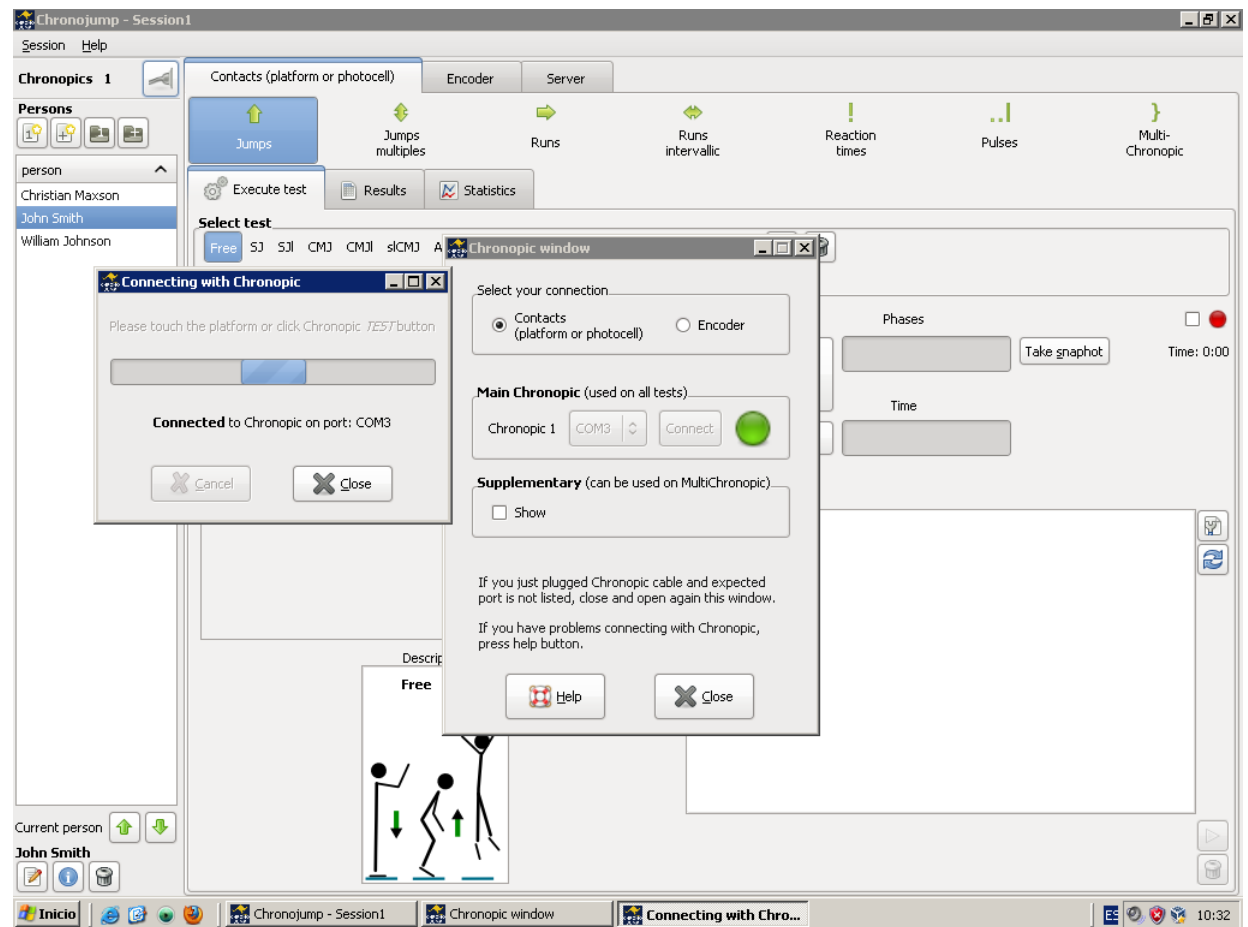 Chronojump - Session1
Session Help
Chronopics 1
Contacts (platform or photocell)
Encoder
Server
Persons
Jumps
Jumps
multiples
Runs
Runs
intervallic
Reaction
times
Pulses
Multi-
Chronopic
person
Christian Maxson
John Smith
William Johnson
Execute test
Results
Statistics
Select test
Free SJ SJl CMJ CMJl slCMJ A
Connecting with Chronopic
Please touch the platform or click Chronopic TEST button
Connected to Chronopic on port: COM3
Cancel
Close
Chronopic window
Select your connection
Contacts
(platform or photocell)
Encoder
Main Chronopic (used on all tests)
Chronopic 1 COM3 Connect
Supplementary (can be used on MultiChronopic)
Show
If you just plugged Chronopic cable and expected
port is not listed, close and open again this window.
If you have problems connecting with Chronopic,
press help button.
Help
Close
Phases
Take snaphot
Time: 0:00
Time
Descrip
Free
Current person
John Smith
Inicio
Chronojump - Session1
Chronopic window
Connecting with Chro...
ES
10:32